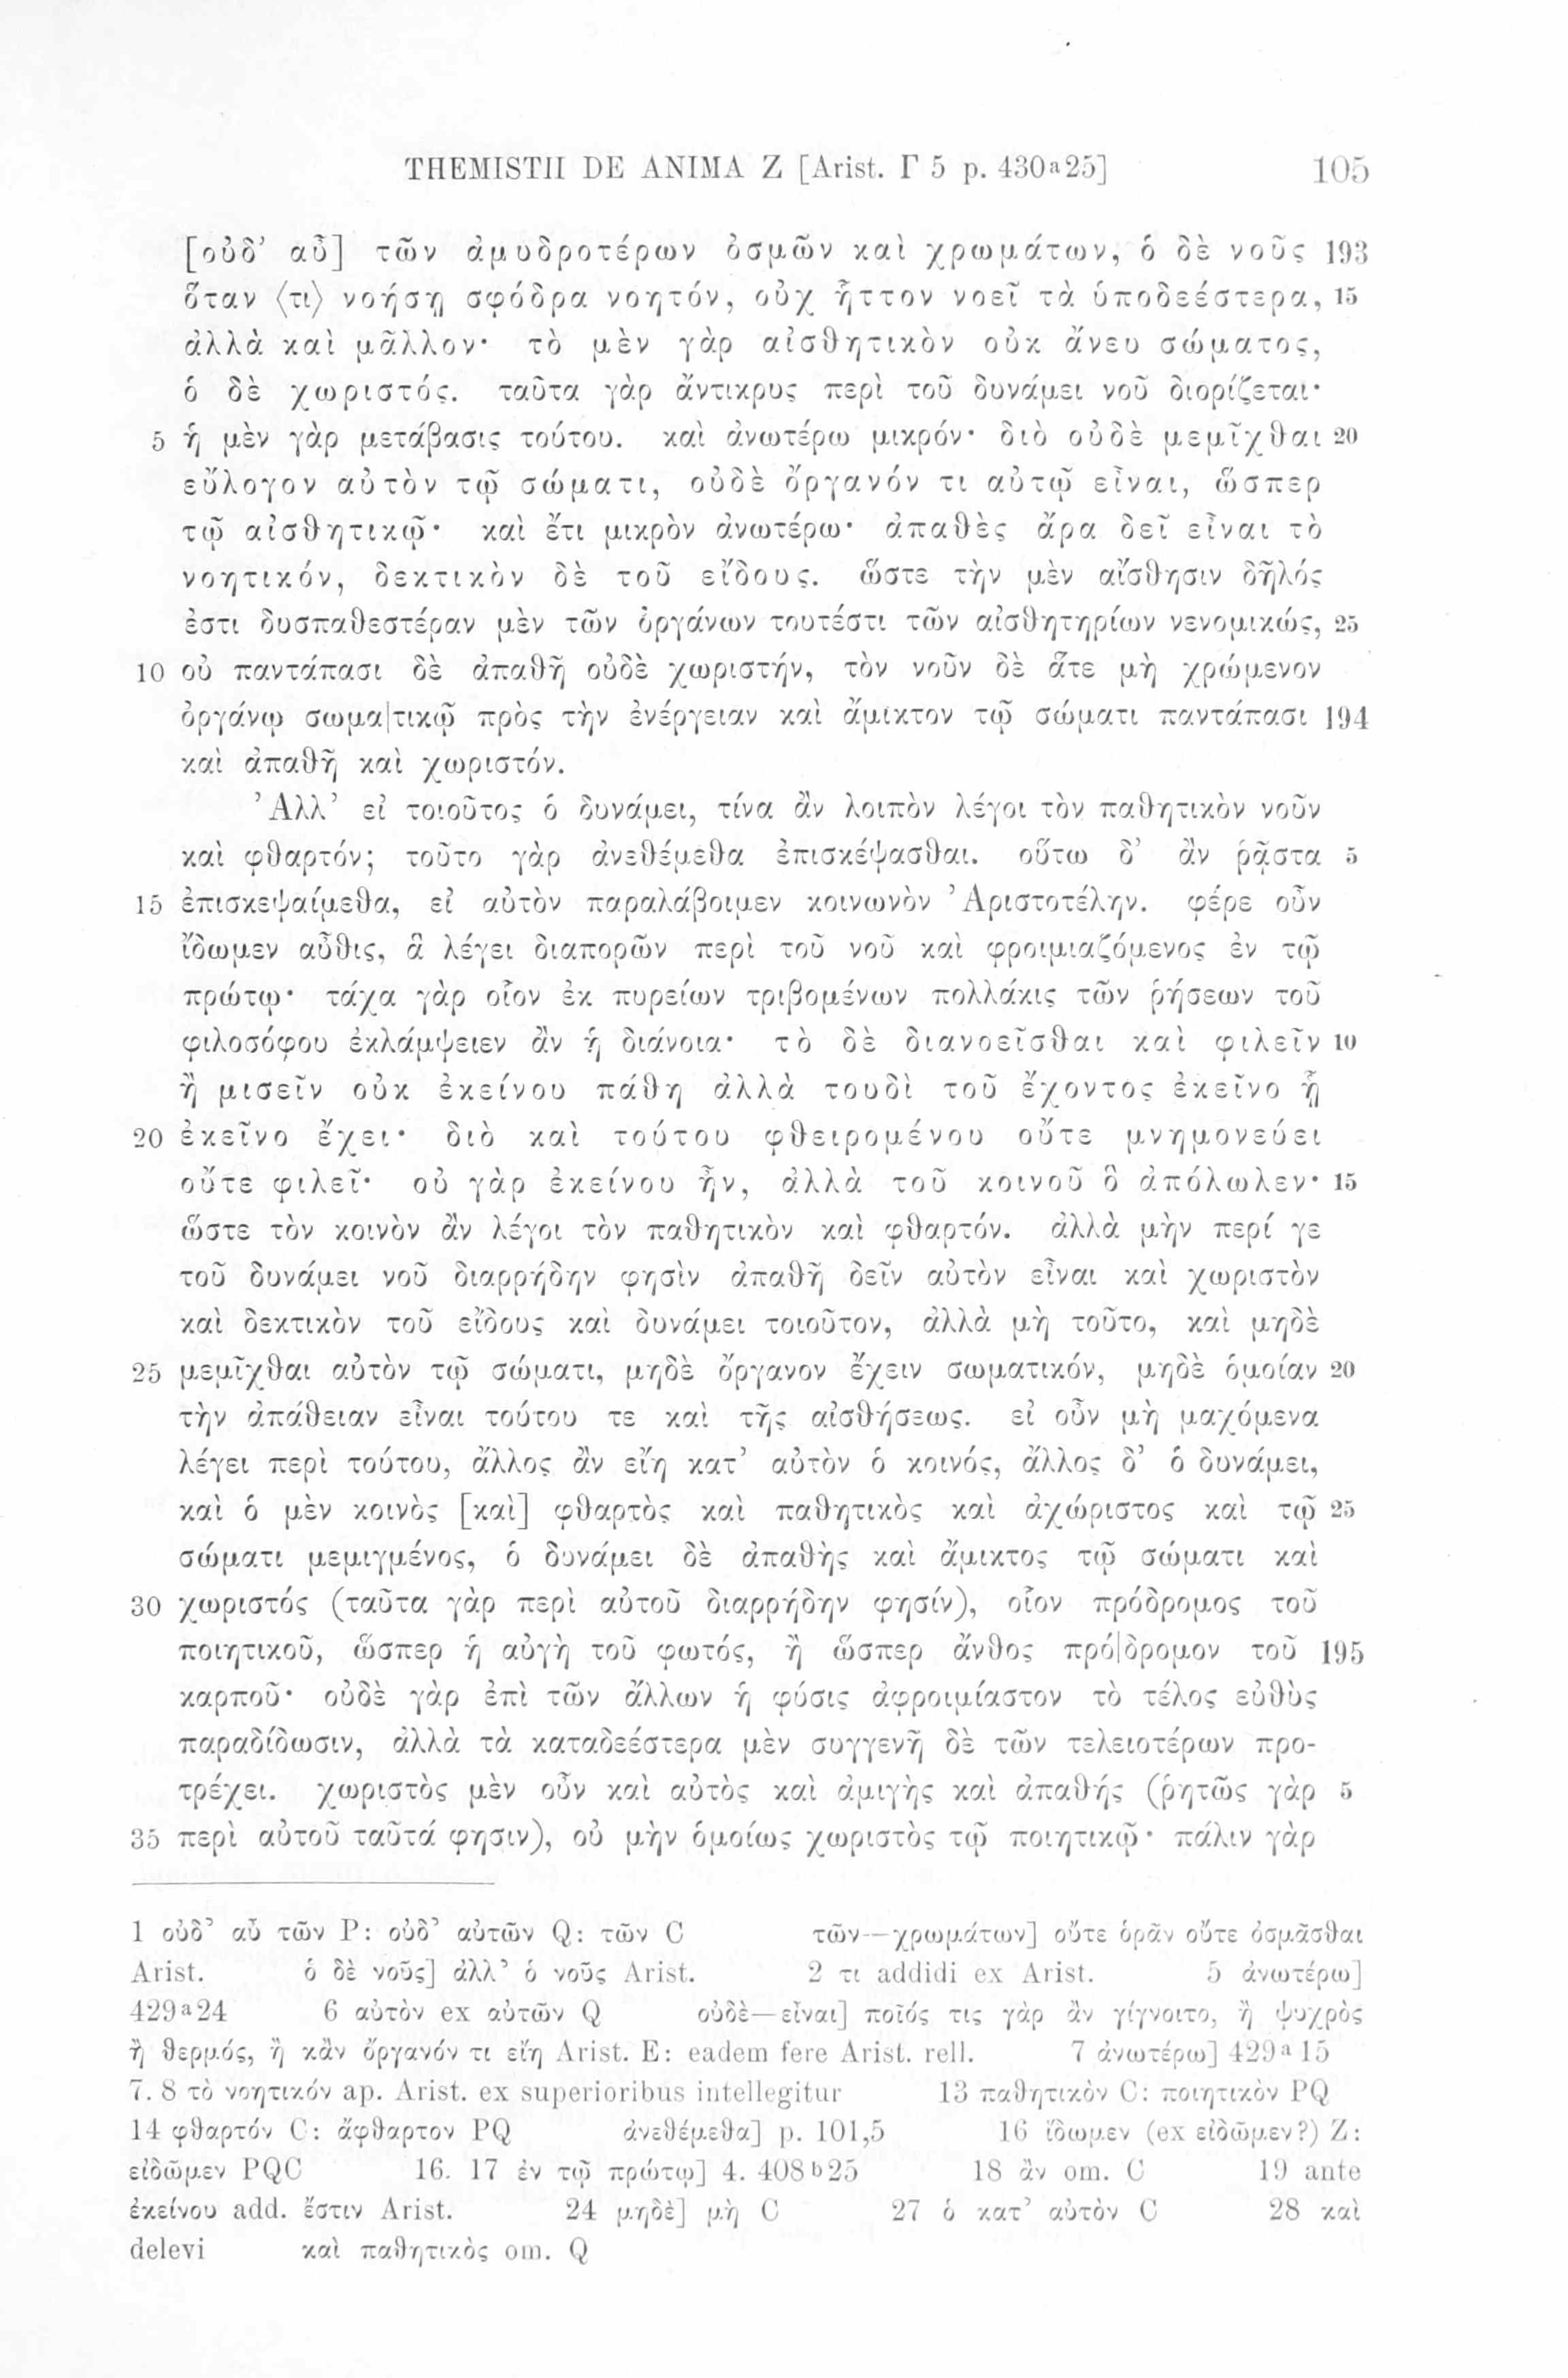 THEMISTII DE ANIMA Z [Arist. Γ 5 p. 430a25] 105
[οὐδ’ αὖ] τῶν ἀμυδροτέρων ὀσμῶν καὶ χρωμάτων, ὁ δὲ νοῦς 193
ὅταν ⟨τι⟩ νοήσῃ σφόδρα νοητόν, οὐχ ἧττον νοεῖ τὰ ὑποδεέστερα, 15
ἀλλὰ καὶ μᾶλλον· τὸ μὲν γὰρ αἰσθητικὸν οὐκ ἄνευ σώματος,
ὁ δὲ χωριστός. ταῦτα γὰρ ἄντικρυς περὶ τοῦ δυνάμει νοῦ διορίζεται·
5 ἡ μὲν γὰρ μετάβασις τούτου. καὶ ἀνωτέρω μικρόν· διὸ οὐδὲ μεμῖχθαι 20
εὔλογον αὐτὸν τῷ σώματι, οὐδὲ ὄργανόν τι αὐτῷ εἶναι, ὥσπερ
τῷ αἰσθητικῷ· καὶ ἔτι μικρὸν ἀνωτέρω· ἀπαθὲς ἄρα δεῖ εἶναι τὸ
νοητικόν, δεκτικὸν δὲ τοῦ εἴδους. ὥστε τὴν μὲν αἴσθησιν δῆλός
ἐστι δυσπαθεστέραν μὲν τῶν ὀργάνων τουτέστι τῶν αἰσθητηρίων νενομικώς, 25
10 οὐ παντάπασι δὲ ἀπαθῆ οὐδὲ χωριστήν, τὸν νοῦν δὲ ἅτε μὴ χρώμενον
ὀργάνῳ σωμα|τικῷ πρὸς τὴν ἐνέργειαν καὶ ἄμικτον τῷ σώματι παντάπασι 194
καὶ ἀπαθῆ καὶ χωριστόν.
Ἀλλ’ εἰ τοιοῦτος ὁ δυνάμει, τίνα ἂν λοιπὸν λέγοι τὸν παθητικὸν νοῦν
καὶ φθαρτόν; τοῦτο γὰρ ἀνεθέμεθα ἐπισκέψασθαι. οὕτω δ’ ἂν ῥᾷστα 5
15 ἐπισκεψαίμεθα, εἰ αὐτὸν παραλάβοιμεν κοινωνὸν Ἀριστοτέλην. φέρε οὖν
ἴδωμεν αὖθις, ἃ λέγει διαπορῶν περὶ τοῦ νοῦ καὶ φροιμιαζόμενος ἐν τῷ
πρώτῳ· τάχα γὰρ οἷον ἐκ πυρείων τριβομένων πολλάκις τῶν ῥήσεων τοῦ
φιλοσόφου ἐκλάμψειεν ἂν ἡ διάνοια· τὸ δὲ διανοεῖσθαι καὶ φιλεῖν 10
ἢ μισεῖν οὐκ ἐκείνου πάθη ἀλλὰ τουδὶ τοῦ ἔχοντος ἐκεῖνο ᾗ
20 ἐκεῖνο ἔχει· διὸ καὶ τούτου φθειρομένου οὔτε μνημονεύει
οὔτε φιλεῖ· οὐ γὰρ ἐκείνου ἦν, ἀλλὰ τοῦ κοινοῦ ὃ ἀπόλωλεν· 15
ὥστε τὸν κοινὸν ἂν λέγοι τὸν παθητικὸν καὶ φθαρτόν. ἀλλὰ μὴν περί γε
τοῦ δυνάμει νοῦ διαρρήδην φησὶν ἀπαθῆ δεῖν αὐτὸν εἶναι καὶ χωριστὸν
καὶ δεκτικὸν τοῦ εἴδους καὶ δυνάμει τοιοῦτον, ἀλλὰ μὴ τοῦτο, καὶ μηδὲ
25 μεμῖχθαι αὐτὸν τῷ σώματι, μηδὲ ὄργανον ἔχειν σωματικόν, μηδὲ ὁμοίαν 20
τὴν ἀπάθειαν εἶναι τούτου τε καὶ τῆς αἰσθήσεως. εἰ οὖν μὴ μαχόμενα
λέγει περὶ τούτου, ἄλλος ἂν εἴη κατ’ αὐτὸν ὁ κοινός, ἄλλος δ’ ὁ δυνάμει,
καὶ ὁ μὲν κοινὸς [καὶ] φθαρτὸς καὶ παθητικὸς καὶ ἀχώριστος καὶ τῷ 25
σώματι μεμιγμένος, ὁ δυνάμει δὲ ἀπαθὴς καὶ ἄμικτος τῷ σώματι καὶ
30 χωριστός (ταῦτα γὰρ περὶ αὐτοῦ διαρρήδην φησίν), οἷον πρόδρομος τοῦ
ποιητικοῦ, ὥσπερ ἡ αὐγὴ τοῦ φωτός, ἢ ὥσπερ ἄνθος πρό|δρομον τοῦ 195
καρποῦ· οὐδὲ γὰρ ἐπὶ τῶν ἄλλων ἡ φύσις ἀφροιμίαστον τὸ τέλος εὐθὺς
παραδίδωσιν, ἀλλὰ τὰ καταδεέστερα μὲν συγγενῆ δὲ τῶν τελειοτέρων προ-
τρέχει. χωριστὸς μὲν οὖν καὶ αὐτὸς καὶ ἀμιγὴς καὶ ἀπαθής (ῥητῶς γὰρ 5
35 περὶ αὐτοῦ ταῦτά φησιν), οὐ μὴν ὁμοίως χωριστὸς τῷ ποιητικῷ· πάλιν γὰρ
1 οὐδ’ αὖ τῶν P: οὐδ’ αὐτῶν Q: τῶν C τῶν—χρωμάτων] οὔτε ὁρᾶν οὔτε ὀσμᾶσθαι
Arist. ὁ δὲ νοῦς] ἀλλ’ ὁ νοῦς Arist. 2 τι addidi ex Arist. 5 ἀνωτέρω]
429a24 6 αὐτὸν ex αὐτῶν Q οὐδὲ—εἶναι] ποῖός τις γὰρ ἂν γίγνοιτο, ἢ ψυχρὸς
ἢ θερμός, ἢ κἂν ὄργανόν τι εἴη Arist. E: eadem fere Arist. rell. 7 ἀνωτέρω] 429a15
7. 8 τὸ νοητικόν ap. Arist. ex superioribus intellegitur 13 παθητικὸν C: ποιητικὸν PQ
14 φθαρτόν C: ἄφθαρτον PQ ἀνεθέμεθα] p. 101,5 16 ἴδωμεν (ex εἰδῶμεν?) Z:
εἰδῶμεν PQC 16. 17 ἐν τῷ πρώτῳ] 4. 408b25 18 ἂν om. C 19 ante
ἐκείνου add. ἔστιν Arist. 24 μηδὲ] μὴ C 27 ὁ κατ’ αὐτὸν C 28 καὶ
delevi καὶ παθητικὸς om. Q